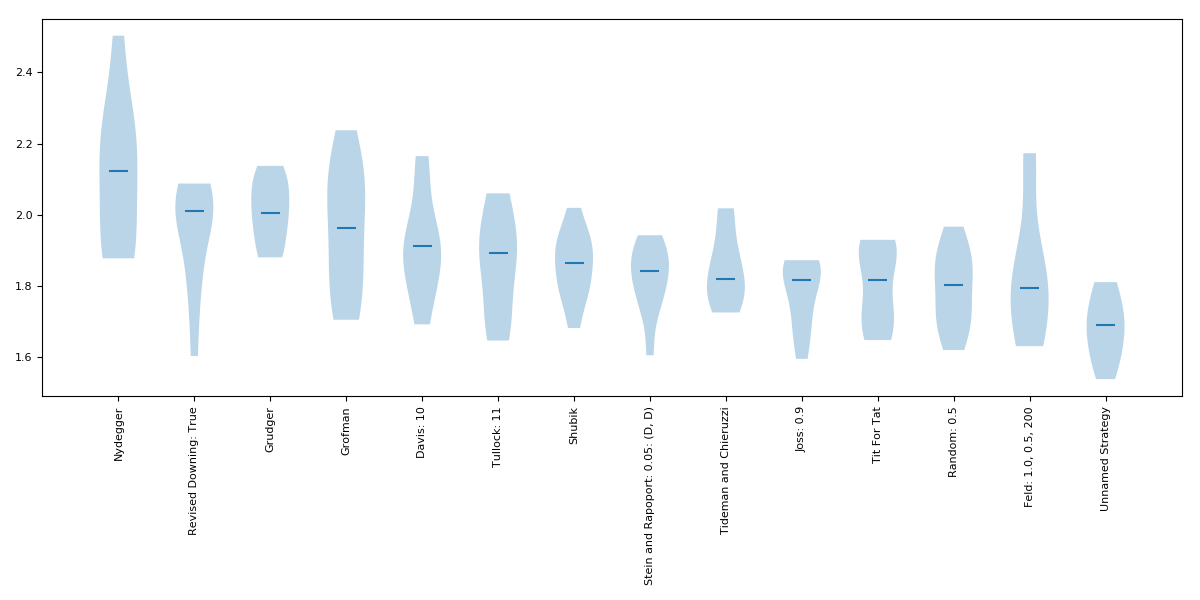 2.4
2.2
2.0
1.8
1.6
Nydegger
Revised Downing: True
Grudger
Grofman
Davis: 10
Tullock: 11
Shubik
Stein and Rapoport: 0.05: (D, D)
Tideman and Chieruzzi
Joss: 0.9
Tit For Tat
Random: 0.5
Feld: 1.0, 0.5, 200
Unnamed Strategy